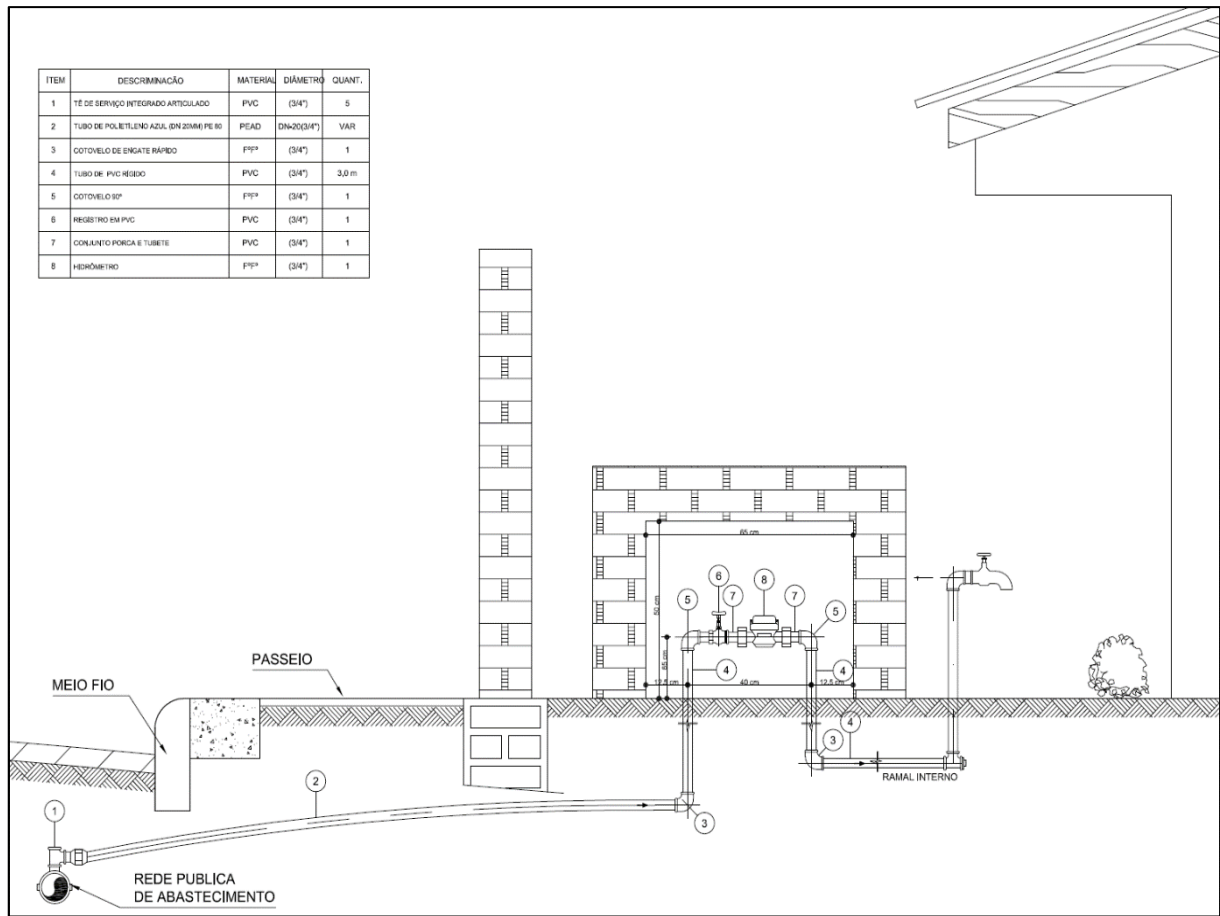 ITEM DESCRIMINACÃO MATERIAL DIÂMETRO QUANT.
1 TÊ DE SERVIÇO INTEGRADO ARTICULADO PVC (3/4") 5
2 TUBO DE POLIETILENO AZUL (DN 20MM) PE 80 PEAD DN-20(3/4") VAR
3 COTOVELO DE ENGATE RÁPIDO FºFº (3/4") 1
4 TUBO DE PVC RÍGIDO PVC (3/4") 3,0 m
5 COTOVELO 90º FºFº (3/4") 1
6 REGISTRO EM PVC PVC (3/4") 1
7 CONJUNTO PORCA E TUBETE PVC (3/4") 1
8 HIDRÔMETRO FºFº (3/4") 1
65 cm
50 cm
6
8
5
7
7
5
65 cm
4
4
12,5 cm
40 cm
12,5 cm
PASSEIO
MEIO FIO
4
3
RAMAL INTERNO
2
1
3
REDE PUBLICA
DE ABASTECIMENTO